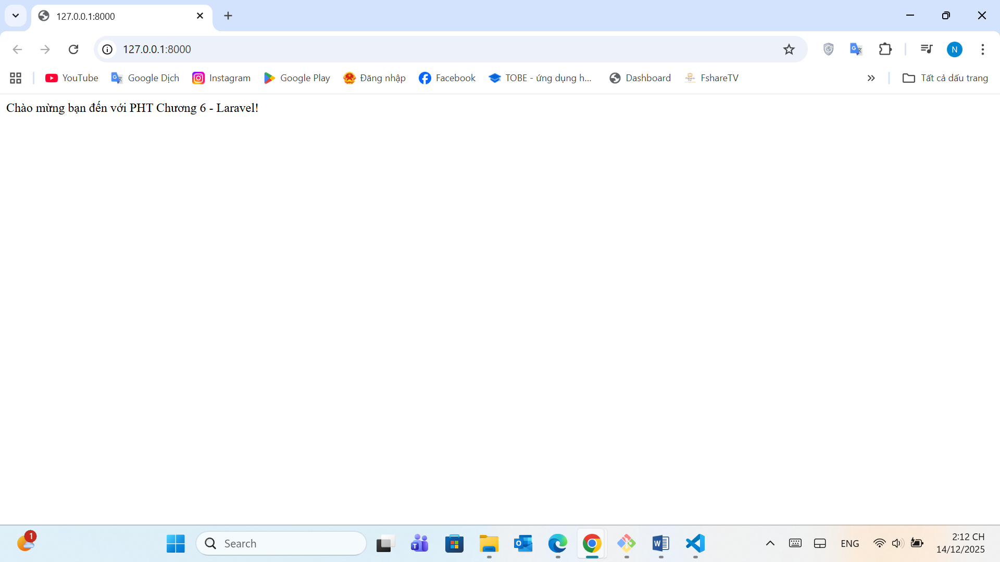 127.0.0.1:8000
127.0.0.1:8000
N
YouTube
Google Dịch
Instagram
Google Play
Đăng nhập
Facebook
TOBE - ứng dụng h...
Dashboard
FshareTV
Tất cả dấu trang
Chào mừng bạn đến với PHT Chương 6 - Laravel!
1
Search
ENG
2:12 CH
14/12/2025